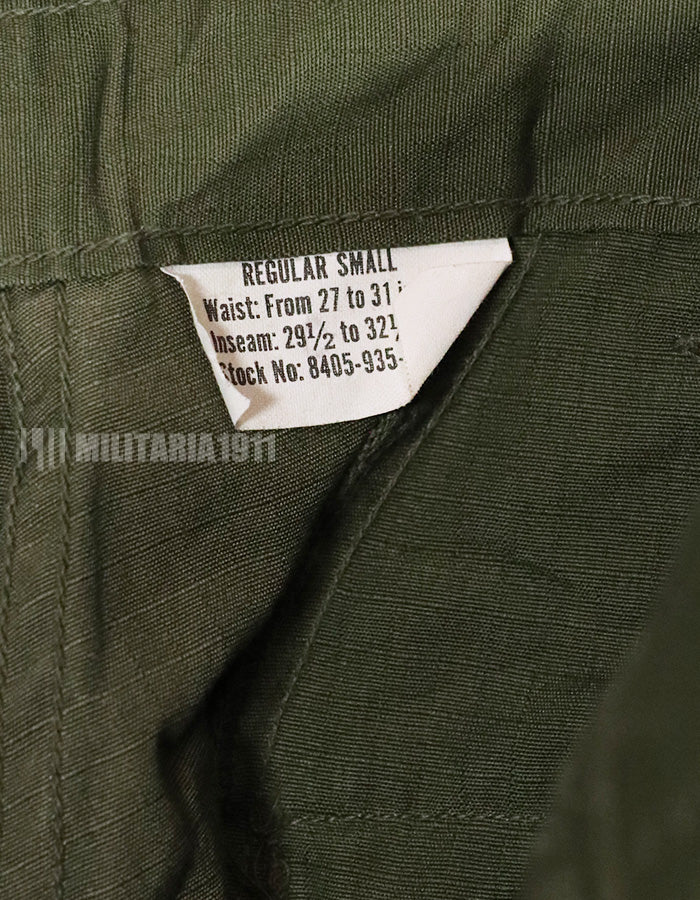 REGULAR SMALL
Waist: From 27 to 31
Inseam: 29½ to 32½
Stock No: 8405-935-
MILITARIA1911